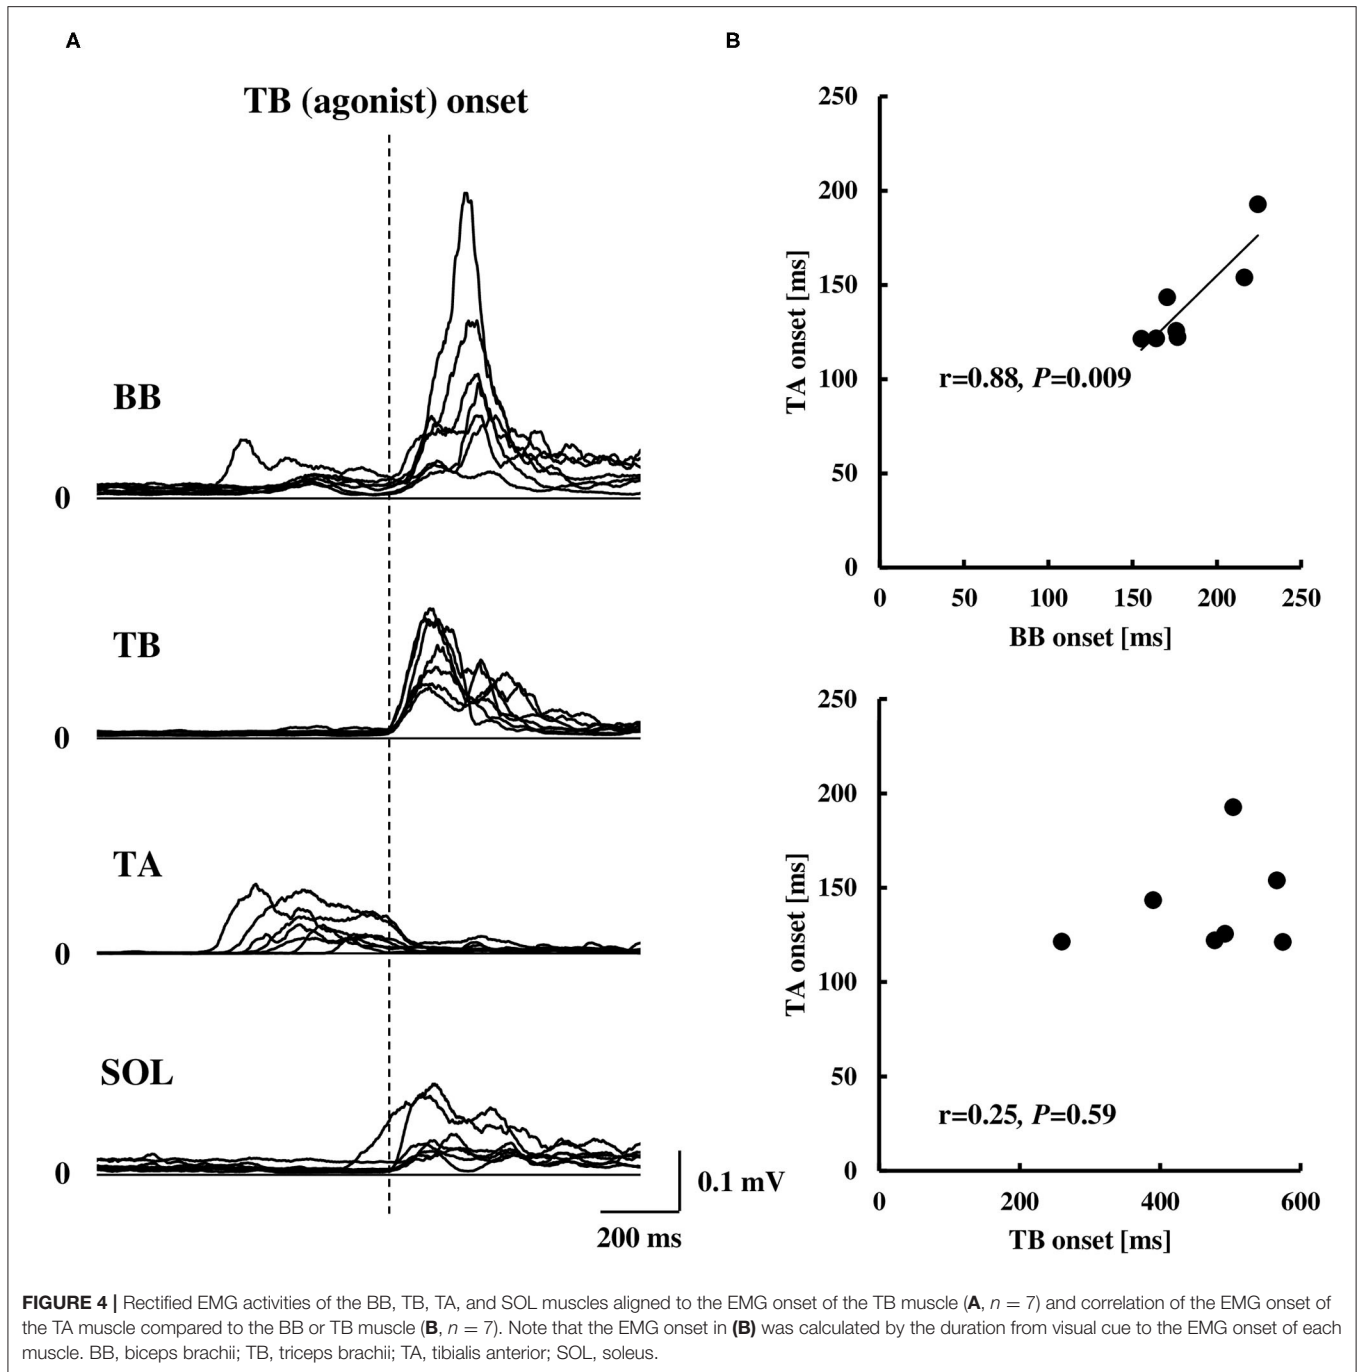 A
TB (agonist) onset
BB
0
TB
0
TA
0
SOL
0
0.1 mV
200 ms
B
250
200
150
100
50
0
TA onset [ms]
r=0.88, P=0.009
0 50 100 150 200 250
BB onset [ms]
250
200
150
100
50
0
TA onset [ms]
r=0.25, P=0.59
0 200 400 600
TB onset [ms]
FIGURE 4 | Rectified EMG activities of the BB, TB, TA, and SOL muscles aligned to the EMG onset of the TB muscle (A, n = 7) and correlation of the EMG onset of
the TA muscle compared to the BB or TB muscle (B, n = 7). Note that the EMG onset in (B) was calculated by the duration from visual cue to the EMG onset of each
muscle. BB, biceps brachii; TB, triceps brachii; TA, tibialis anterior; SOL, soleus.